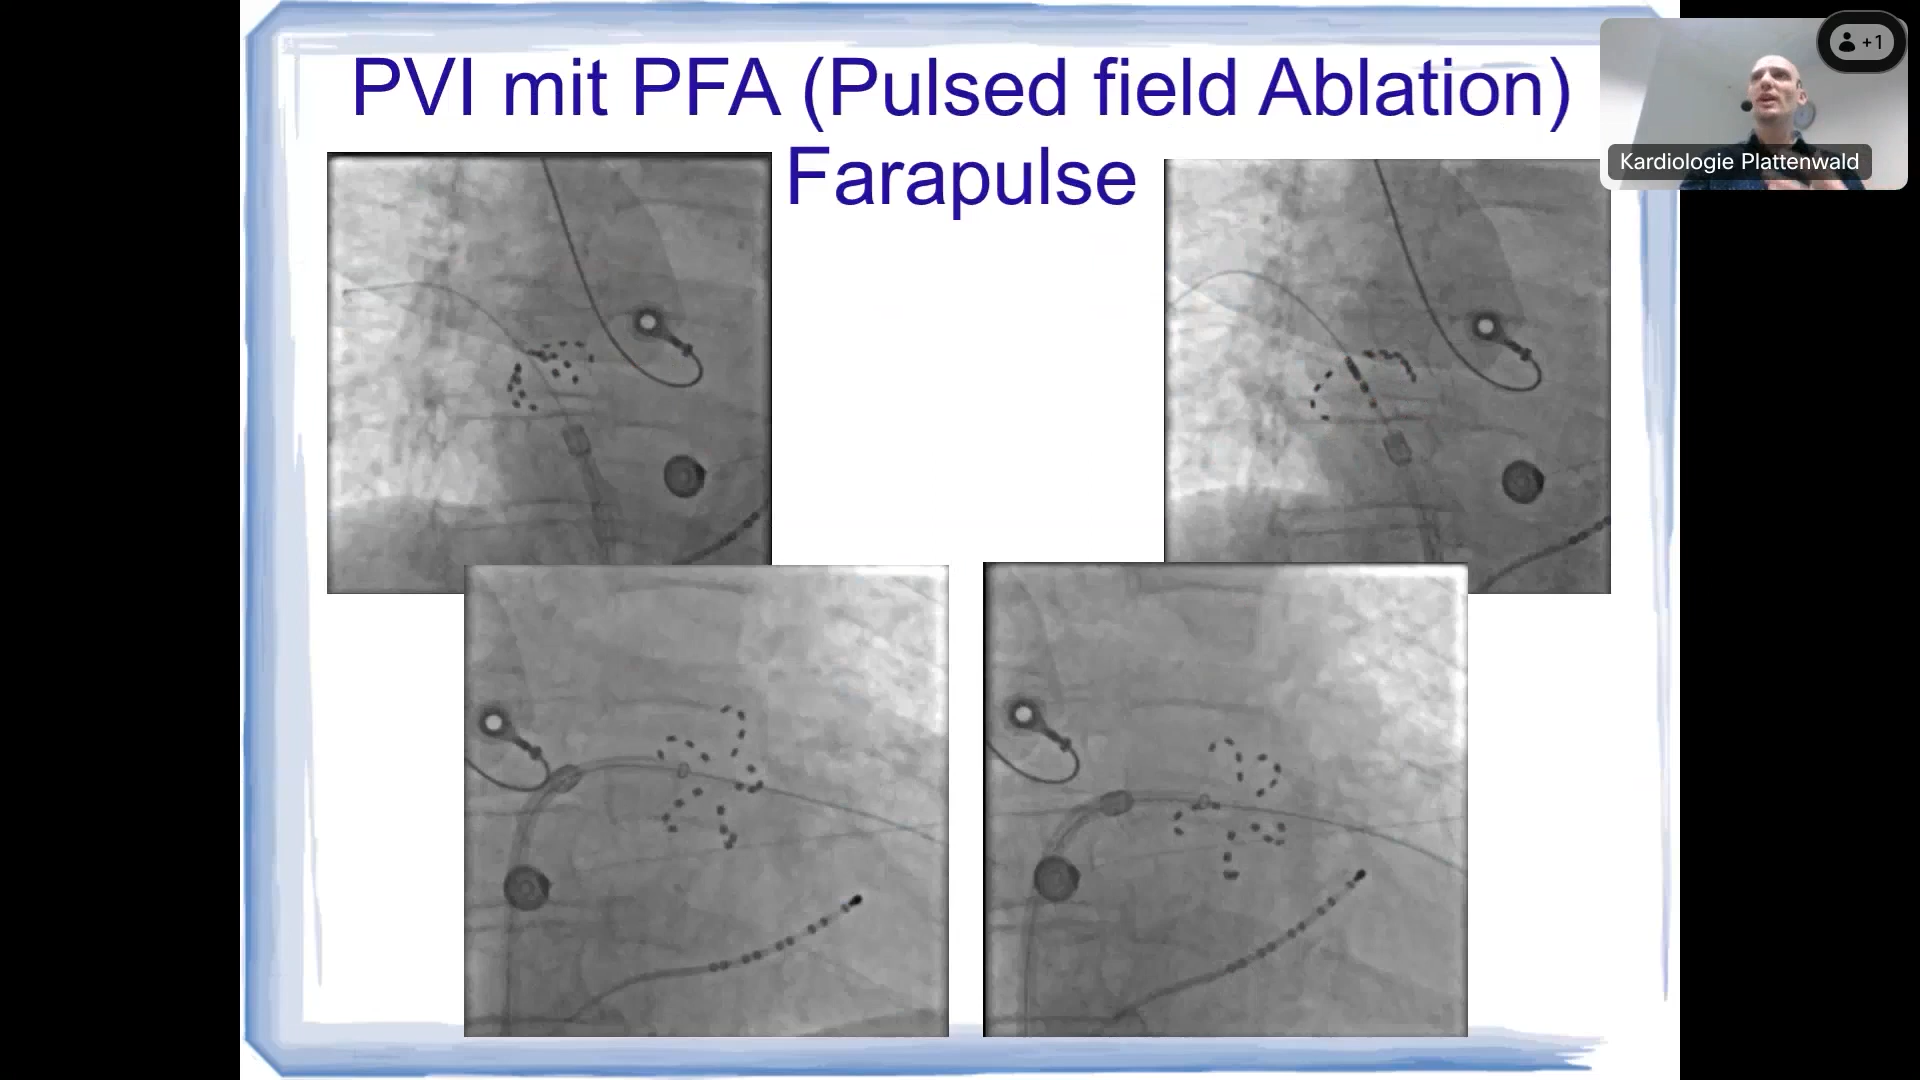 PVI mit PFA (Pulsed field Ablation)
Farapulse
+1
Kardiologie Plattenwald